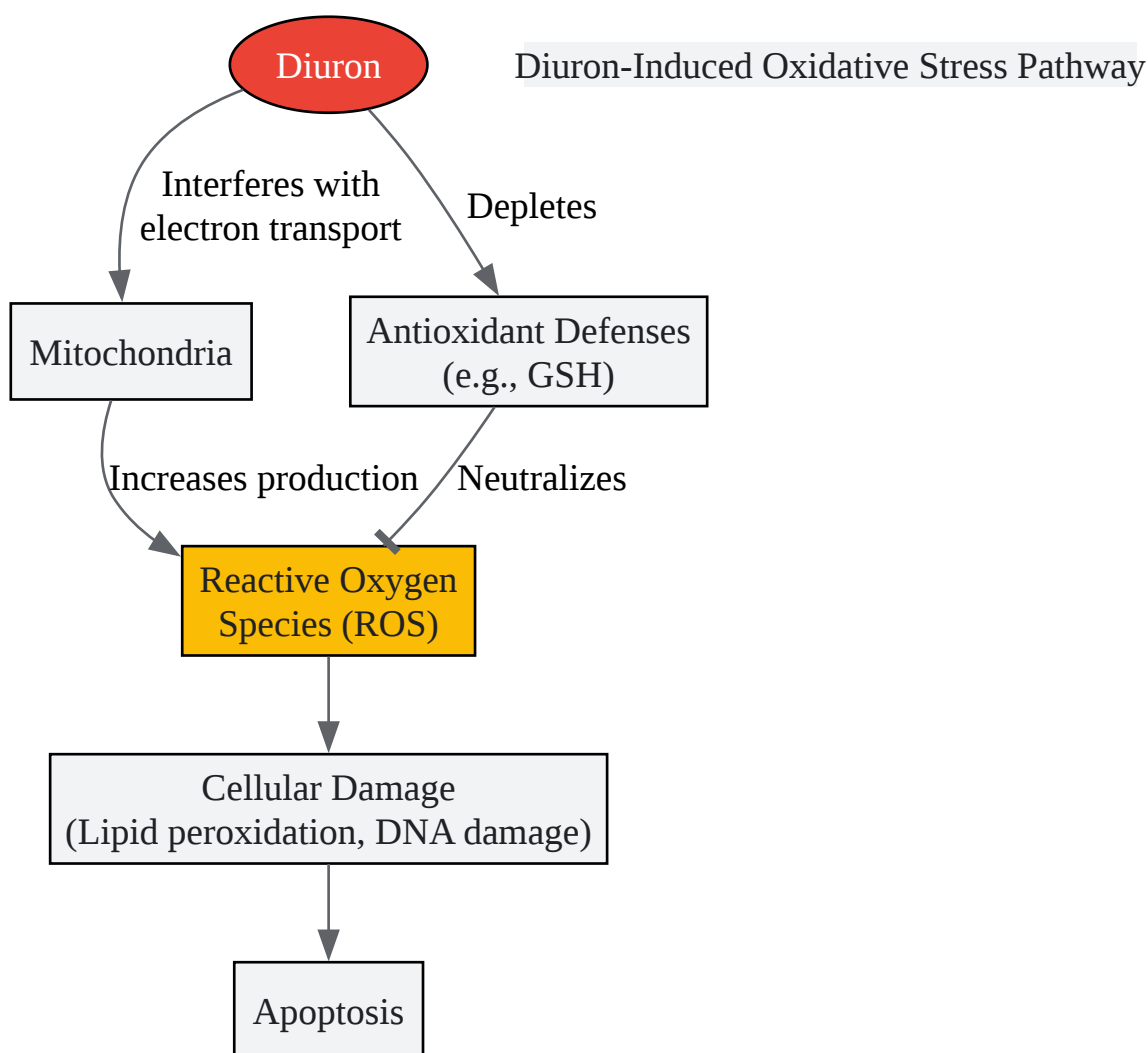 Diuron
Diuron-Induced Oxidative Stress Pathway
Interferes with
electron transport
Depletes
Mitochondria
Antioxidant Defenses
(e.g., GSH)
Increases production
Neutralizes
Reactive Oxygen
Species (ROS)
Cellular Damage
(Lipid peroxidation, DNA damage)
Apoptosis